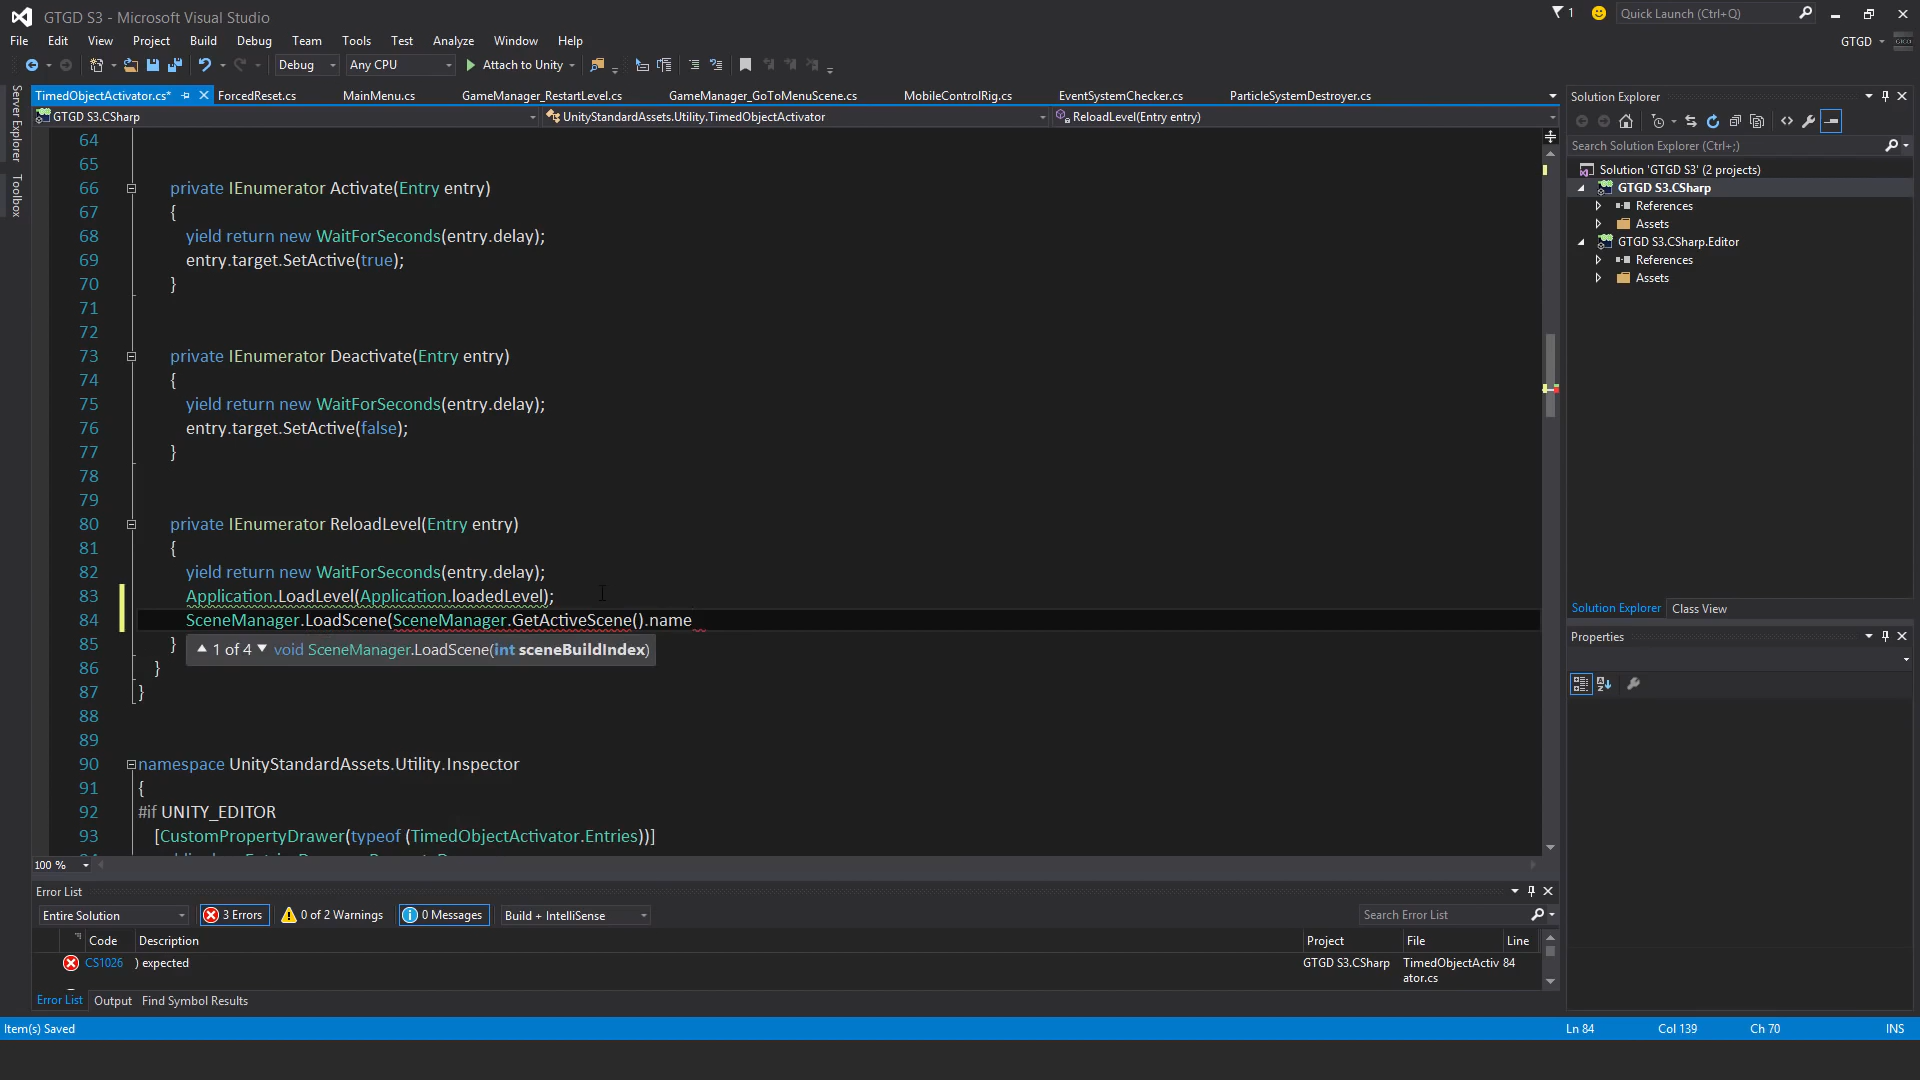 GTGD S3 - Microsoft Visual Studio
1
Quick Launch (Ctrl+Q)
File Edit View Project Build Debug Team Tools Test Analyze Window Help
GTGD
Debug Any CPU Attach to Unity
Server Explorer
Toolbox
TimedObjectActivator.cs* ForcedReset.cs MainMenu.cs GameManager_RestartLevel.cs GameManager_GoToMenuScene.cs MobileControlRig.cs EventSystemChecker.cs ParticleSystemDestroyer.cs
GTGD S3.CSharp UnityStandardAssets.Utility.TimedObjectActivator ReloadLevel(Entry entry)
64
65
66 private IEnumerator Activate(Entry entry)
67 {
68 yield return new WaitForSeconds(entry.delay);
69 entry.target.SetActive(true);
70 }
71
72
73 private IEnumerator Deactivate(Entry entry)
74 {
75 yield return new WaitForSeconds(entry.delay);
76 entry.target.SetActive(false);
77 }
78
79
80 private IEnumerator ReloadLevel(Entry entry)
81 {
82 yield return new WaitForSeconds(entry.delay);
83 Application.LoadLevel(Application.loadedLevel);
84 SceneManager.LoadScene(SceneManager.GetActiveScene().name
85 }
1 of 4 void SceneManager.LoadScene(int sceneBuildIndex)
86 }
87 }
88
89
90 namespace UnityStandardAssets.Utility.Inspector
91 {
92 #if UNITY_EDITOR
93 [CustomPropertyDrawer(typeof (TimedObjectActivator.Entries))]
100 %
Error List
Entire Solution 3 Errors 0 of 2 Warnings 0 Messages Build + IntelliSense Search Error List
Code Description Project File Line
CS1026 ) expected GTGD S3.CSharp TimedObjectActiv 84
ator.cs
Error List Output Find Symbol Results
Item(s) Saved Ln 84 Col 139 Ch 70 INS
Solution Explorer
Search Solution Explorer (Ctrl+;)
Solution 'GTGD S3' (2 projects)
GTGD S3.CSharp
References
Assets
GTGD S3.CSharp.Editor
References
Assets
Solution Explorer Class View
Properties